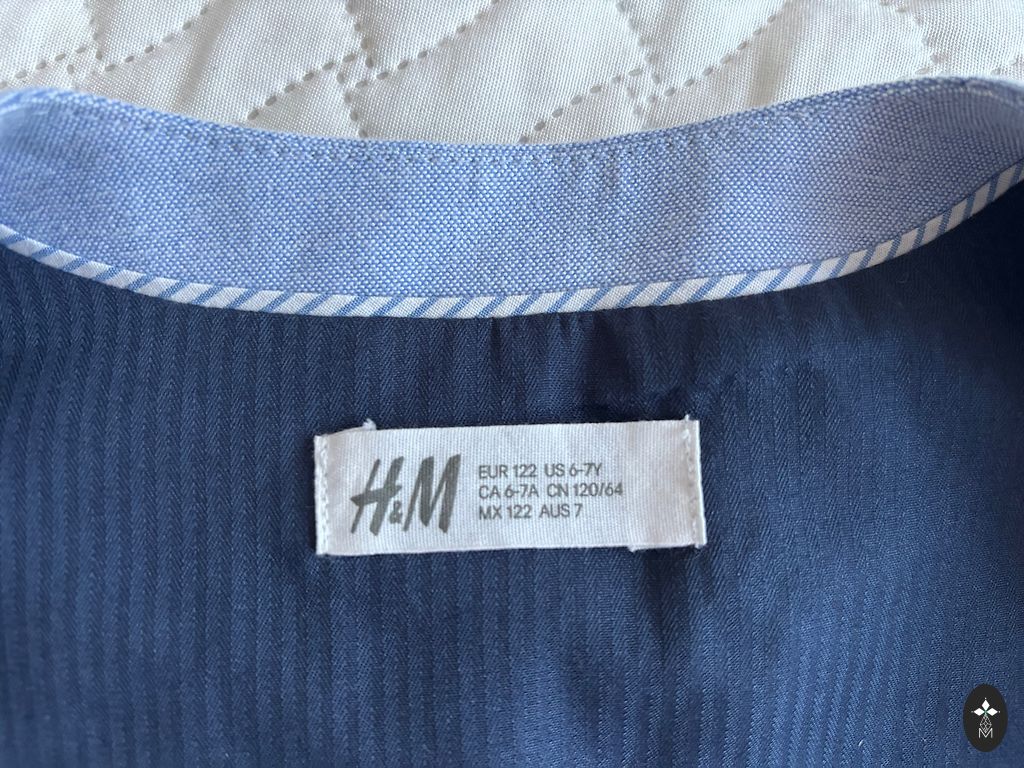 H&M
EUR 122 US 6-7Y
CA 6-7A CN 120/64
MX 122 AUS 7
M